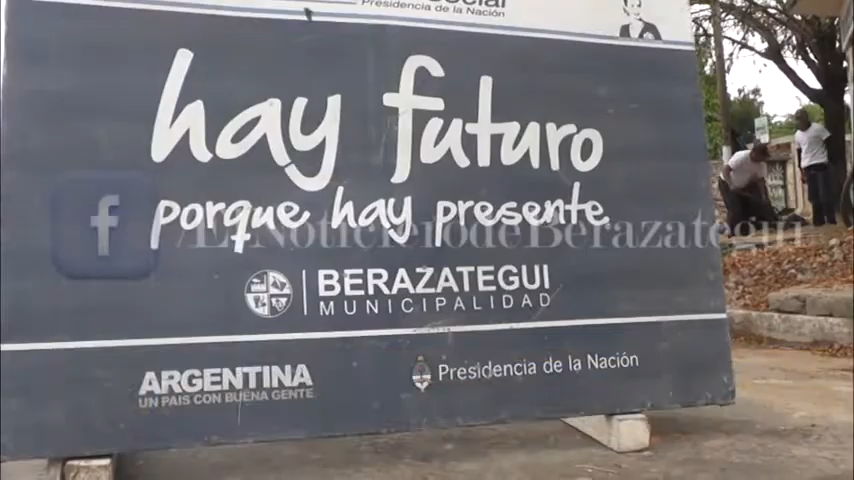 Presidencia de la Nación
hay futuro
porque hay presente
f
El Noticiero de Berazategui
BERAZATEGUI
MUNICIPALIDAD
ARGENTINA
UN PAIS CON BUENA GENTE
Presidencia de la Nación